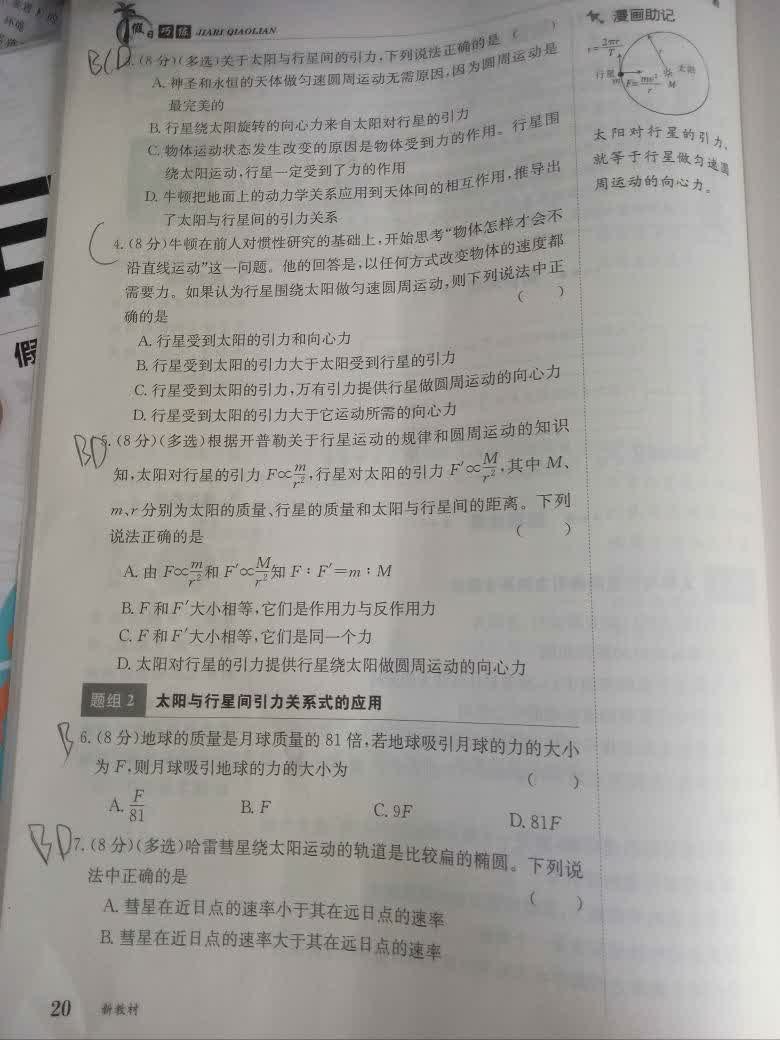 假日巧练 JIARI QIAOLIAN
BCD 3.(8分)(多选)关于太阳与行星间的引力,下列说法正确的是 ( )
A. 神圣和永恒的天体做匀速圆周运动无需原因,因为圆周运动是
最完美的
B. 行星绕太阳旋转的向心力来自太阳对行星的引力
C. 物体运动状态发生改变的原因是物体受到力的作用。行星围
绕太阳运动,行星一定受到了力的作用
D. 牛顿把地面上的动力学关系应用到天体间的相互作用,推导出
了太阳与行星间的引力关系
C 4.(8分)牛顿在前人对惯性研究的基础上,开始思考“物体怎样才会不
沿直线运动”这一问题。他的回答是,以任何方式改变物体的速度都
需要力。如果认为行星围绕太阳做匀速圆周运动,则下列说法中正
确的是 ( )
A. 行星受到太阳的引力和向心力
B. 行星受到太阳的引力大于太阳受到行星的引力
C. 行星受到太阳的引力,万有引力提供行星做圆周运动的向心力
D. 行星受到太阳的引力大于它运动所需的向心力
BD 5.(8分)(多选)根据开普勒关于行星运动的规律和圆周运动的知识
知,太阳对行星的引力 F∝m/r²,行星对太阳的引力 F′∝M/r²,其中 M、
m、r 分别为太阳的质量、行星的质量和太阳与行星间的距离。下列
说法正确的是 ( )
A. 由 F∝m/r²和 F′∝M/r²知 F∶F′=m∶M
B. F 和 F′大小相等,它们是作用力与反作用力
C. F 和 F′大小相等,它们是同一个力
D. 太阳对行星的引力提供行星绕太阳做圆周运动的向心力
题组 2 太阳与行星间引力关系式的应用
B 6.(8分)地球的质量是月球质量的 81 倍,若地球吸引月球的力的大小
为 F,则月球吸引地球的力的大小为 ( )
A. F/81 B. F C. 9F D. 81F
BD 7.(8分)(多选)哈雷彗星绕太阳运动的轨道是比较扁的椭圆。下列说
法中正确的是 ( )
A. 彗星在近日点的速率小于其在远日点的速率
B. 彗星在近日点的速率大于其在远日点的速率
20 新教材
漫画助记
v=2πr/T
r
行星 m F=mv²/r M 太阳
太阳对行星的引力,
就等于行星做匀速圆
周运动的向心力。
环境
假